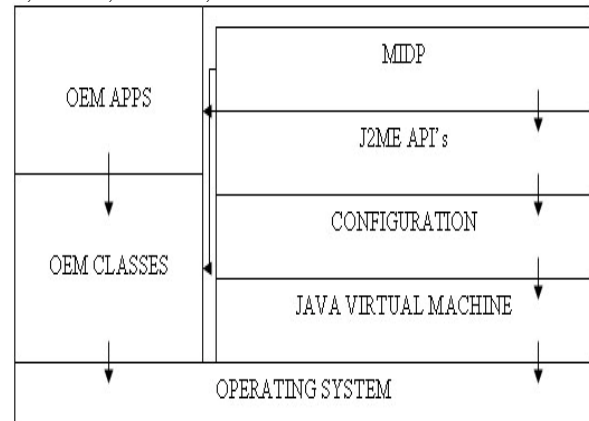 MIDP
OEM APPS
J2ME API's
CONFIGURATION
OEM CLASSES
JAVA VIRTUAL MACHINE
OPERATING SYSTEM